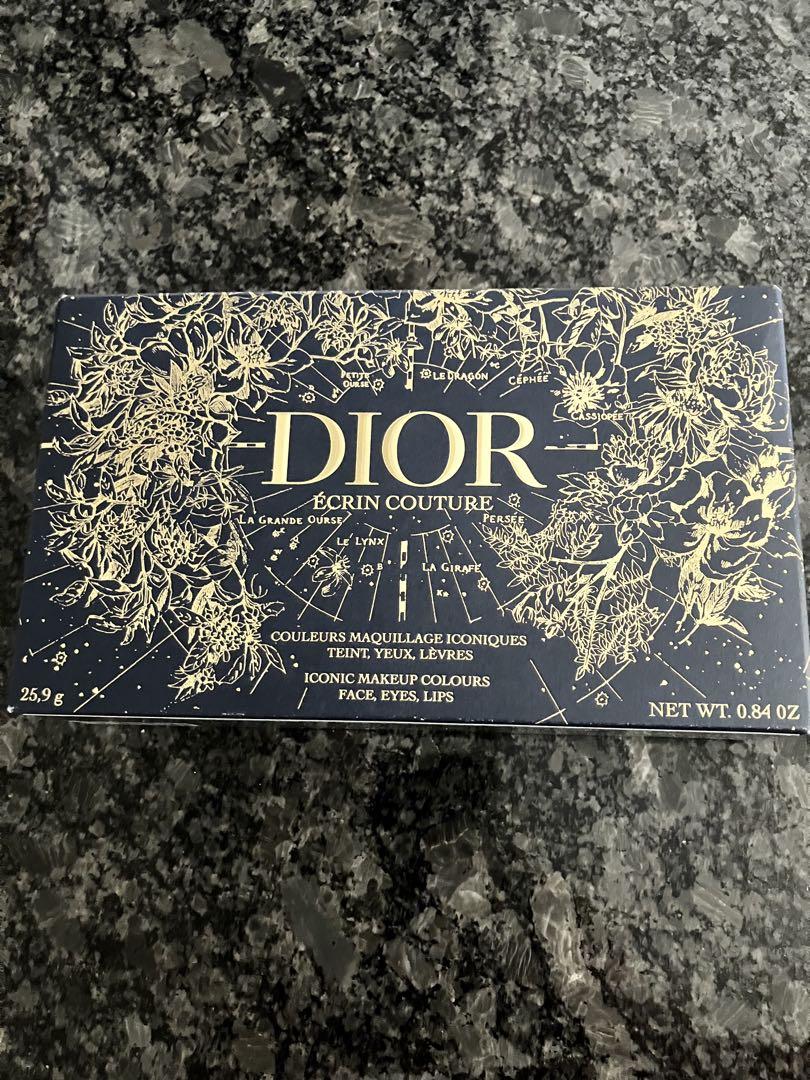 PETITE
OURSE
LE DRAGON
CÉPHÉE
CASSIOPÉE
DIOR
ÉCRIN COUTURE
LA GRANDE OURSE
PERSÉE
LE LYNX
B
LA GIRAFE
COULEURS MAQUILLAGE ICONIQUES
TEINT, YEUX, LÈVRES
ICONIC MAKEUP COLOURS
FACE, EYES, LIPS
25,9 g
NET WT. 0.84 OZ